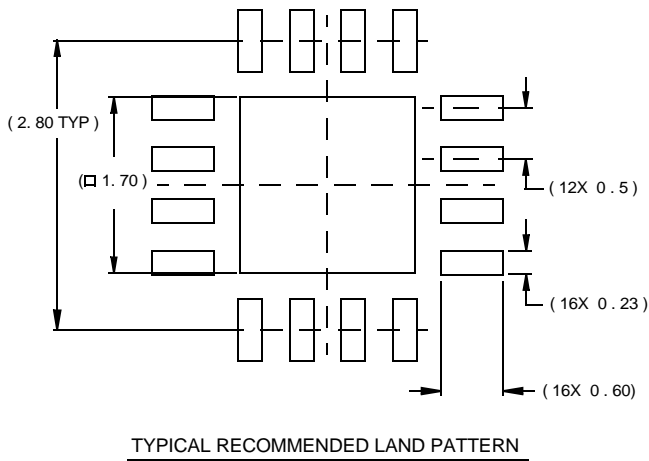 ( 2. 80 TYP )
(□ 1. 70 )
( 12X 0 . 5 )
( 16X 0 . 23 )
( 16X 0 . 60)
TYPICAL RECOMMENDED LAND PATTERN